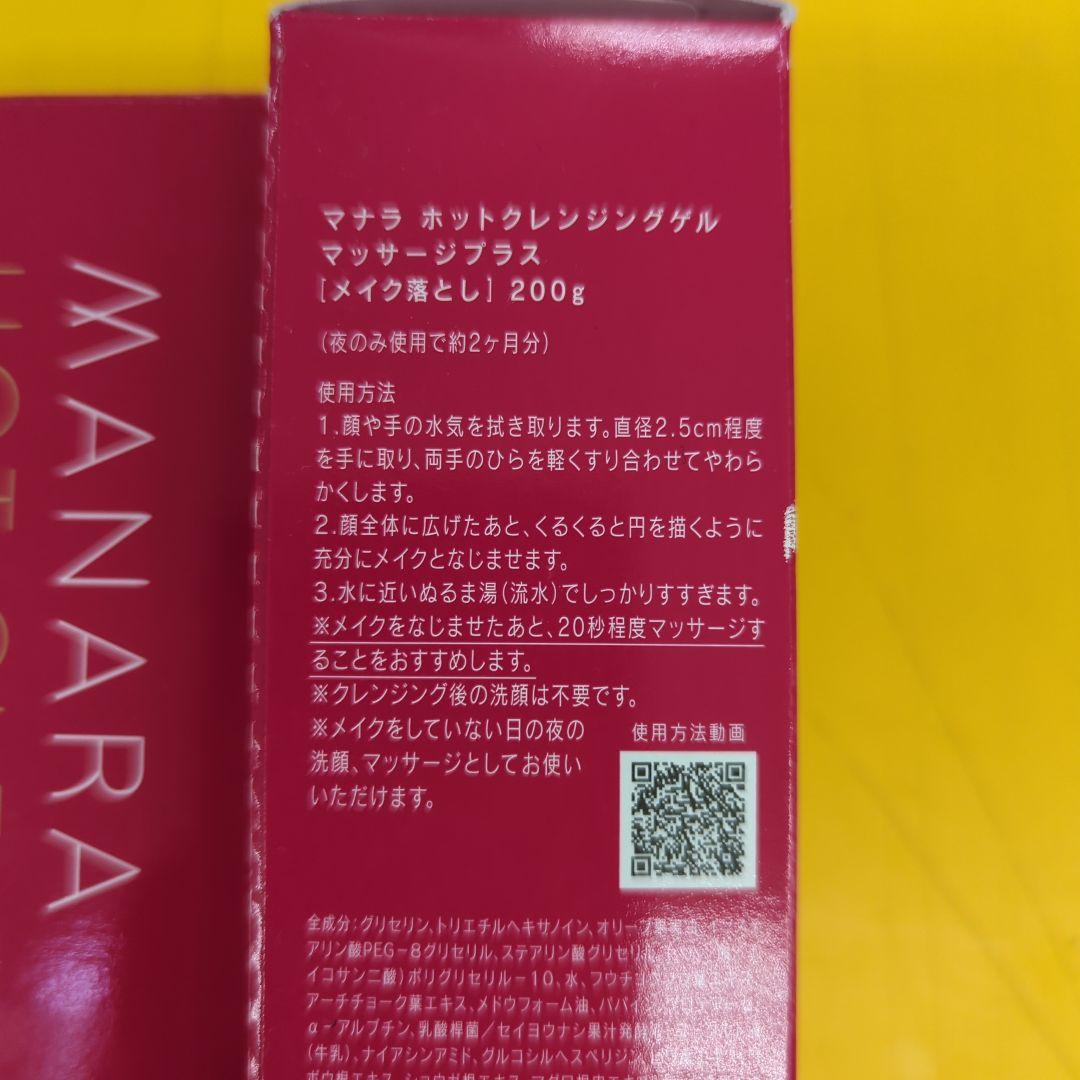 MANARA
マナラ ホットクレンジングゲル
マッサージプラス
[メイク落とし] 200g
(夜のみ使用で約2ヶ月分)
使用方法
1.顔や手の水気を拭き取ります。直径2.5cm程度
を手に取り、両手のひらを軽くすり合わせてやわら
かくします。
2.顔全体に広げたあと、くるくると円を描くように
充分にメイクとなじませます。
3.水に近いぬるま湯(流水)でしっかりすすぎます。
※メイクをなじませたあと、20秒程度マッサージす
ることをおすすめします。
※クレンジング後の洗顔は不要です。
※メイクをしていない日の夜の
洗顔、マッサージとしてお使い
いただけます。
使用方法動画
全成分:グリセリン、トリエチルヘキサノイン、オリーブ果実
アリン酸PEG-8グリセリル、ステアリン酸グリセリル
イコサン二酸)ポリグリセリル-10、水、フウチ
アーチチョーク葉エキス、メドウフォーム油、パパイン
α-アルブチン、乳酸桿菌/セイヨウナシ果汁発酵
(牛乳)、ナイアシンアミド、グルコシルヘスペリジン